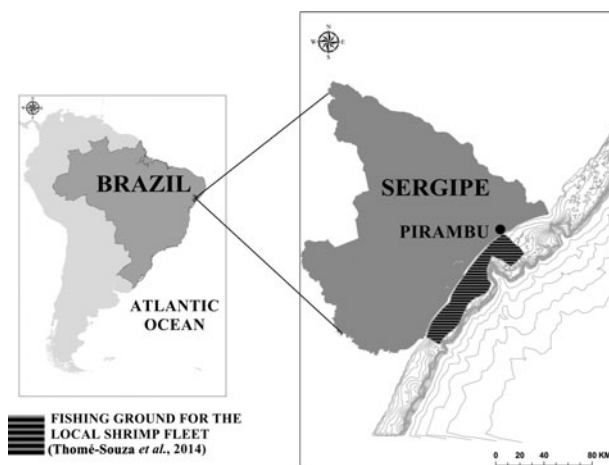 N
W E
S
BRAZIL
ATLANTIC
OCEAN
FISHING GROUND FOR THE
LOCAL SHRIMP FLEET
(Thomé-Souza et al., 2014)
N
W E
S
SERGIPE
PIRAMBU
0 20 40 80 KM